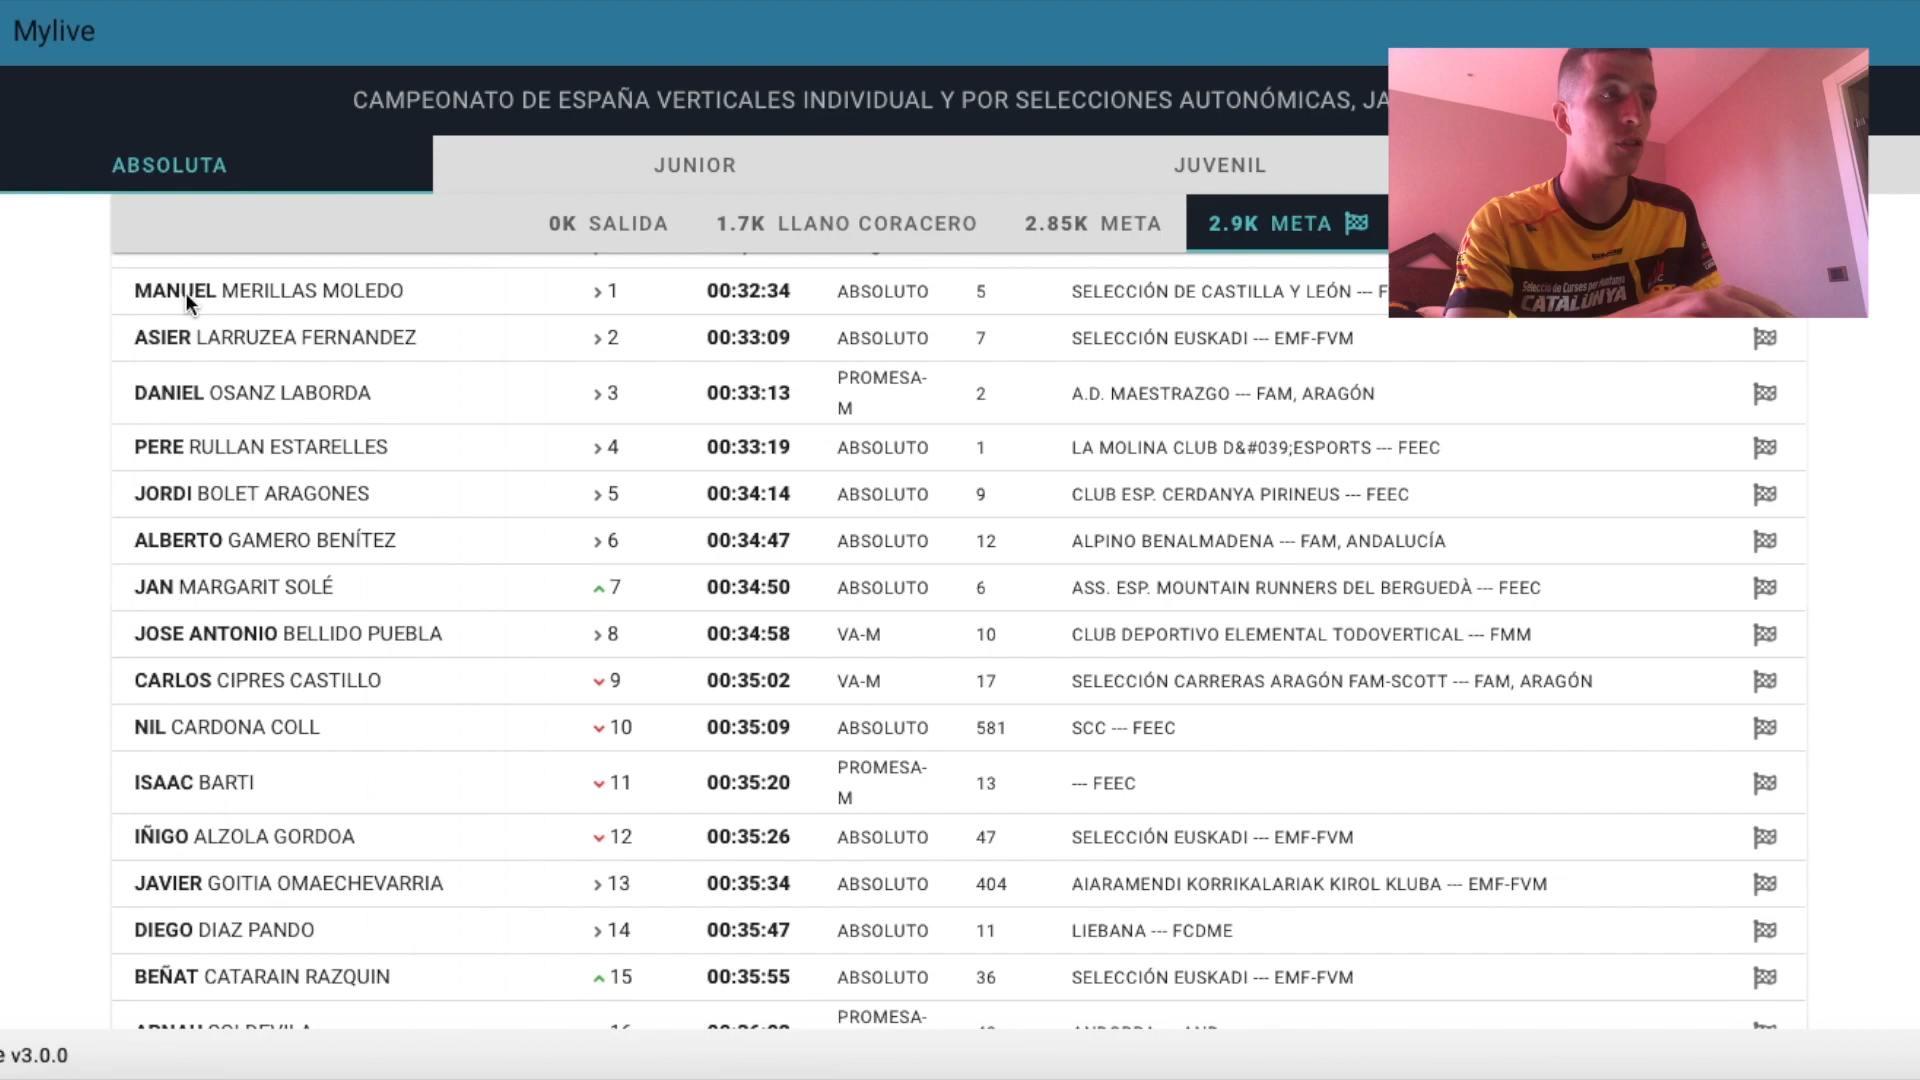 Mylive
CAMPEONATO DE ESPAÑA VERTICALES INDIVIDUAL Y POR SELECCIONES AUTONÓMICAS, JA
ABSOLUTA JUNIOR JUVENIL
0K SALIDA 1.7K LLANO CORACERO 2.85K META 2.9K META
MANUEL MERILLAS MOLEDO 1 00:32:34 ABSOLUTO 5 SELECCIÓN DE CASTILLA Y LEÓN --- F
ASIER LARRUZEA FERNANDEZ 2 00:33:09 ABSOLUTO 7 SELECCIÓN EUSKADI --- EMF-FVM
DANIEL OSANZ LABORDA 3 00:33:13 PROMESA-M 2 A.D. MAESTRAZGO --- FAM, ARAGÓN
PERE RULLAN ESTARELLES 4 00:33:19 ABSOLUTO 1 LA MOLINA CLUB D&#039;ESPORTS --- FEEC
JORDI BOLET ARAGONES 5 00:34:14 ABSOLUTO 9 CLUB ESP. CERDANYA PIRINEUS --- FEEC
ALBERTO GAMERO BENÍTEZ 6 00:34:47 ABSOLUTO 12 ALPINO BENALMADENA --- FAM, ANDALUCÍA
JAN MARGARIT SOLÉ 7 00:34:50 ABSOLUTO 6 ASS. ESP. MOUNTAIN RUNNERS DEL BERGUEDÀ --- FEEC
JOSE ANTONIO BELLIDO PUEBLA 8 00:34:58 VA-M 10 CLUB DEPORTIVO ELEMENTAL TODOVERTICAL --- FMM
CARLOS CIPRES CASTILLO 9 00:35:02 VA-M 17 SELECCIÓN CARRERAS ARAGÓN FAM-SCOTT --- FAM, ARAGÓN
NIL CARDONA COLL 10 00:35:09 ABSOLUTO 581 SCC --- FEEC
ISAAC BARTI 11 00:35:20 PROMESA-M 13 --- FEEC
IÑIGO ALZOLA GORDOA 12 00:35:26 ABSOLUTO 47 SELECCIÓN EUSKADI --- EMF-FVM
JAVIER GOITIA OMAECHEVARRIA 13 00:35:34 ABSOLUTO 404 AIARAMENDI KORRIKALARIAK KIROL KLUBA --- EMF-FVM
DIEGO DIAZ PANDO 14 00:35:47 ABSOLUTO 11 LIEBANA --- FCDME
BEÑAT CATARAIN RAZQUIN 15 00:35:55 ABSOLUTO 36 SELECCIÓN EUSKADI --- EMF-FVM
PROMESA-
Selecció de Curses per Muntanya
CATALUNYA
v3.0.0